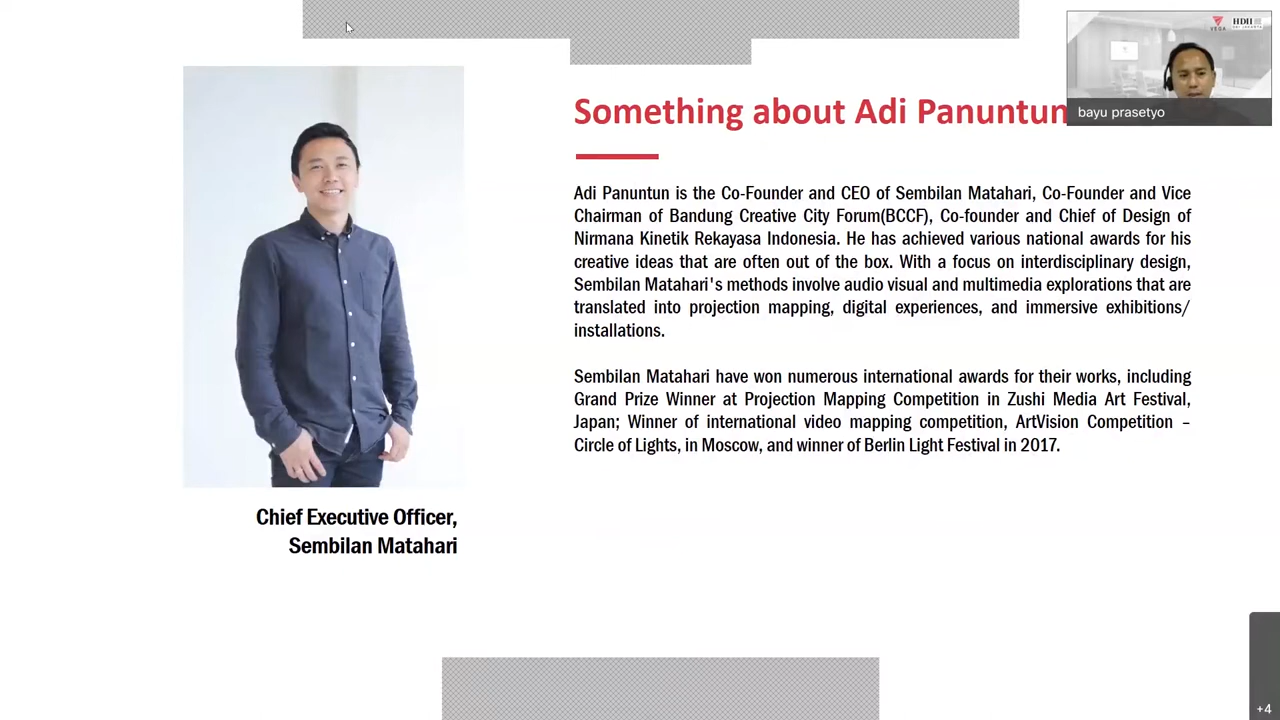 VEGA
HDII
DKI JAKARTA
bayu prasetyo
Something about Adi Panuntun
Adi Panuntun is the Co-Founder and CEO of Sembilan Matahari, Co-Founder and Vice
Chairman of Bandung Creative City Forum(BCCF), Co-founder and Chief of Design of
Nirmana Kinetik Rekayasa Indonesia. He has achieved various national awards for his
creative ideas that are often out of the box. With a focus on interdisciplinary design,
Sembilan Matahari's methods involve audio visual and multimedia explorations that are
translated into projection mapping, digital experiences, and immersive exhibitions/
installations.
Sembilan Matahari have won numerous international awards for their works, including
Grand Prize Winner at Projection Mapping Competition in Zushi Media Art Festival,
Japan; Winner of international video mapping competition, ArtVision Competition –
Circle of Lights, in Moscow, and winner of Berlin Light Festival in 2017.
Chief Executive Officer,
Sembilan Matahari
+4